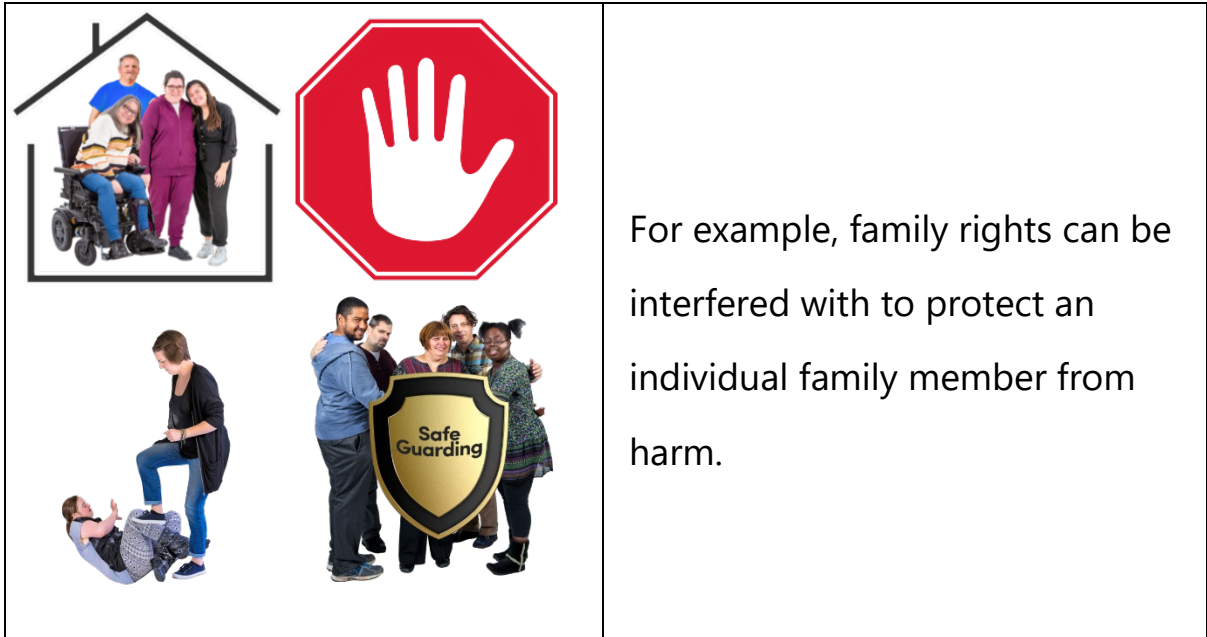 Safe
Guarding
For example, family rights can be
interfered with to protect an
individual family member from
harm.